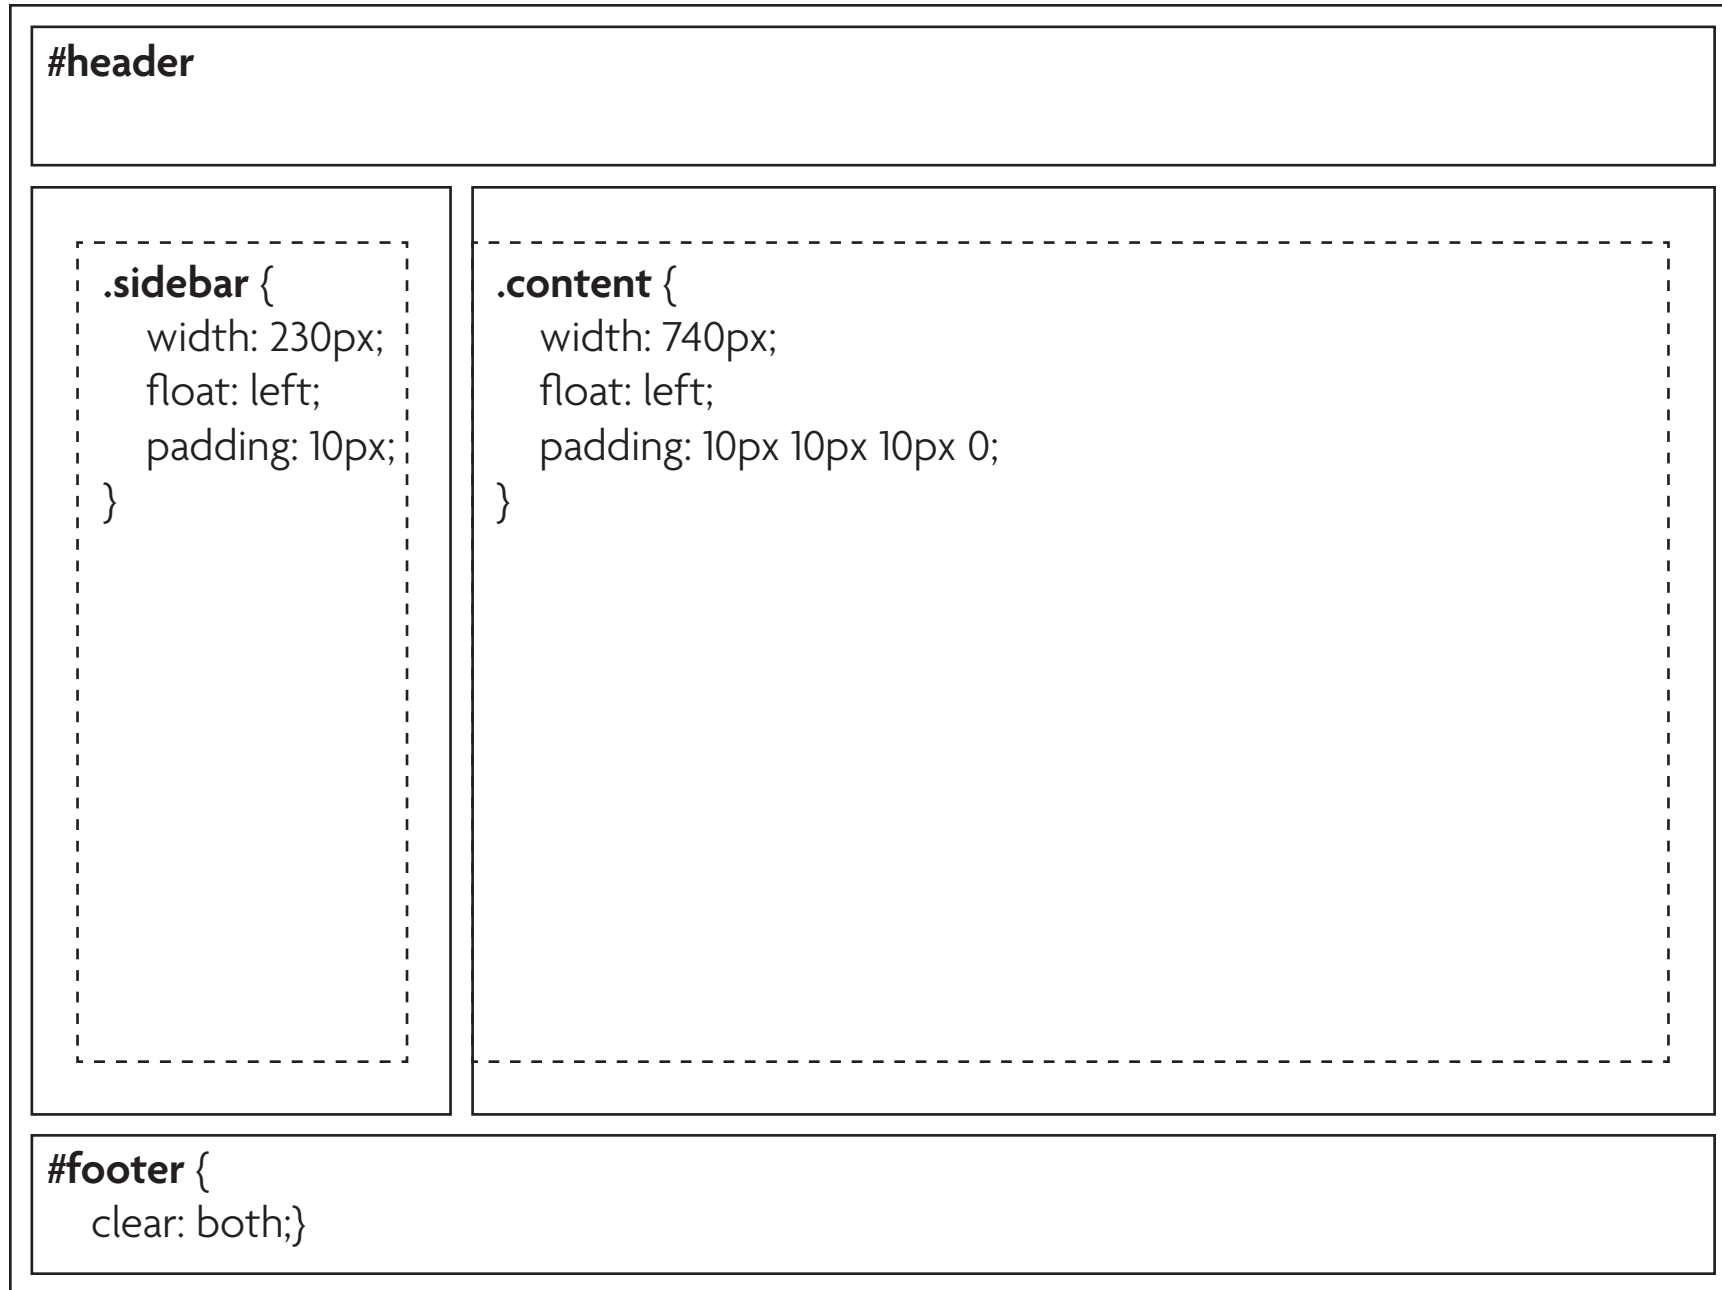 #header
.sidebar {
width: 230px;
float: left;
padding: 10px;
}
.content {
width: 740px;
float: left;
padding: 10px 10px 10px 0;
}
#footer {
clear: both;}